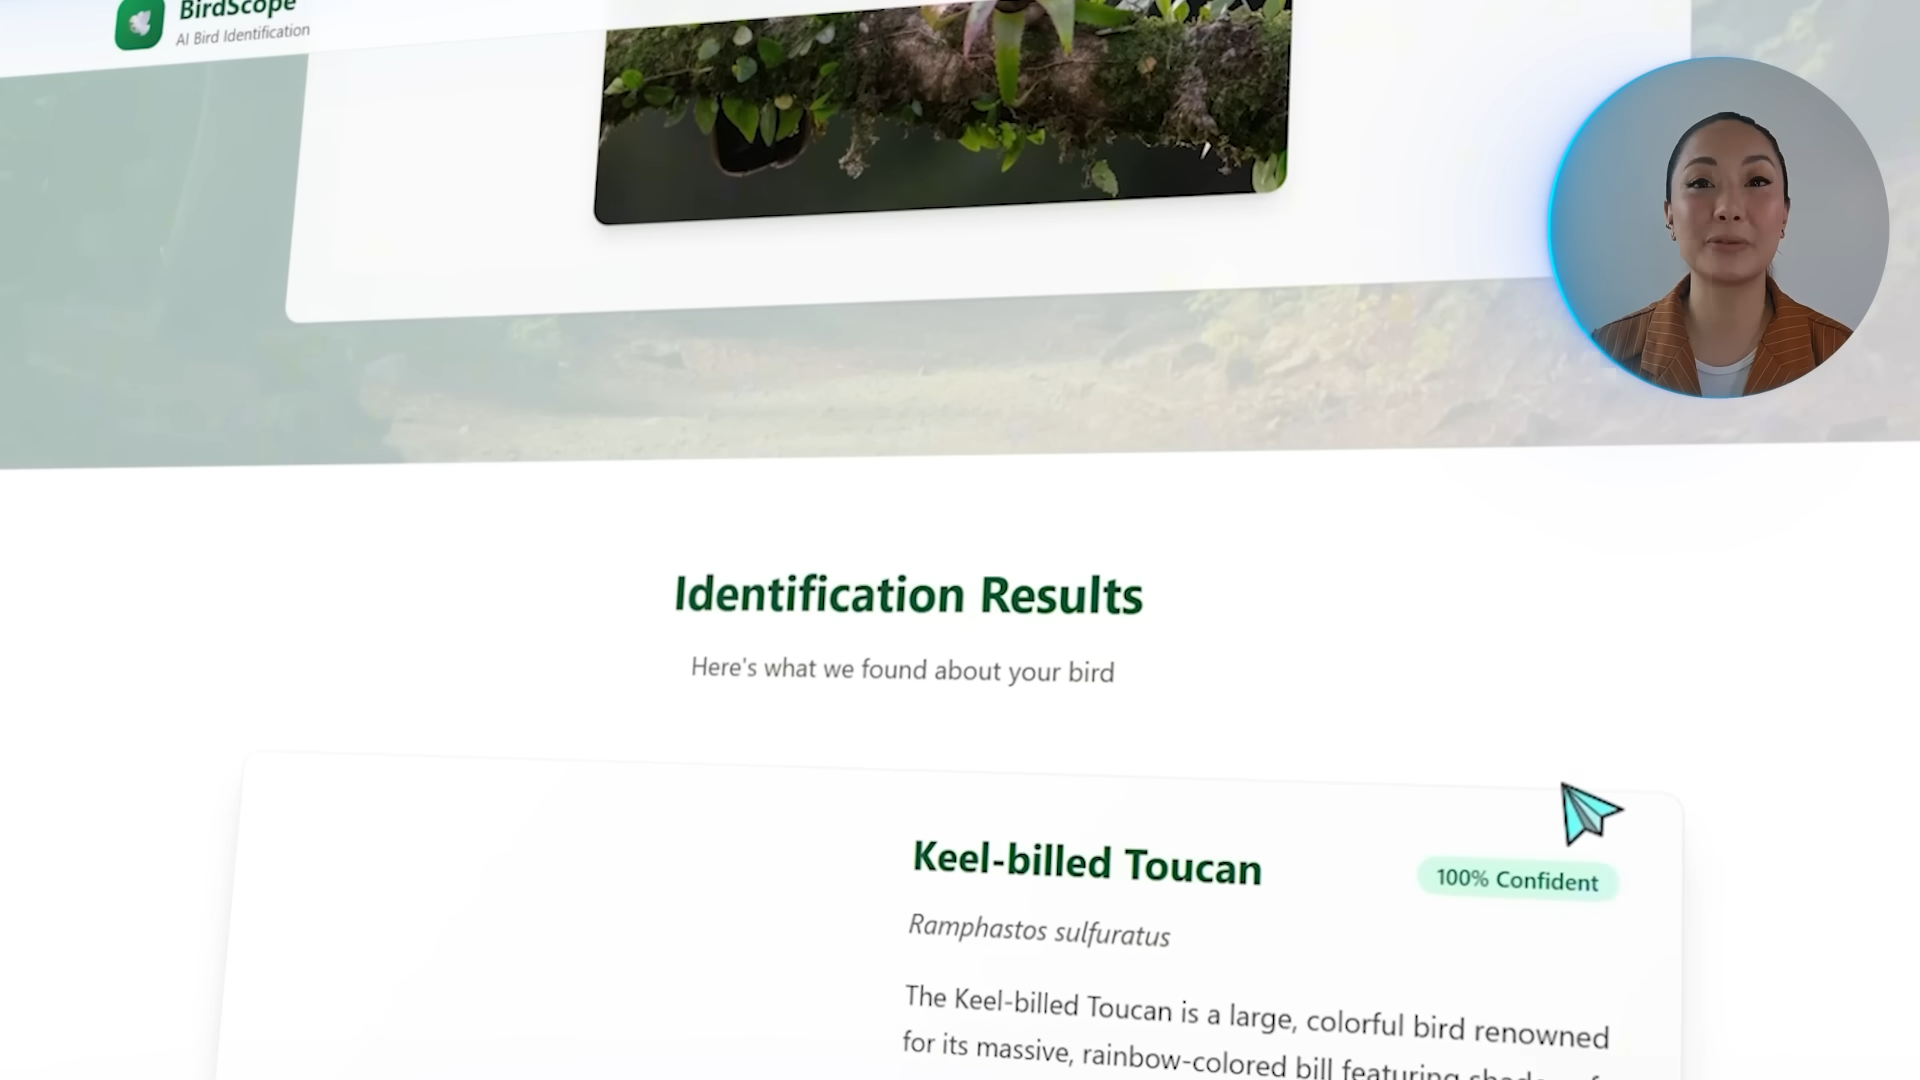 BirdScope
AI Bird Identification
Identification Results
Here's what we found about your bird
Keel-billed Toucan
100% Confident
Ramphastos sulfuratus
The Keel-billed Toucan is a large, colorful bird renowned
for its massive, rainbow-colored bill featuring